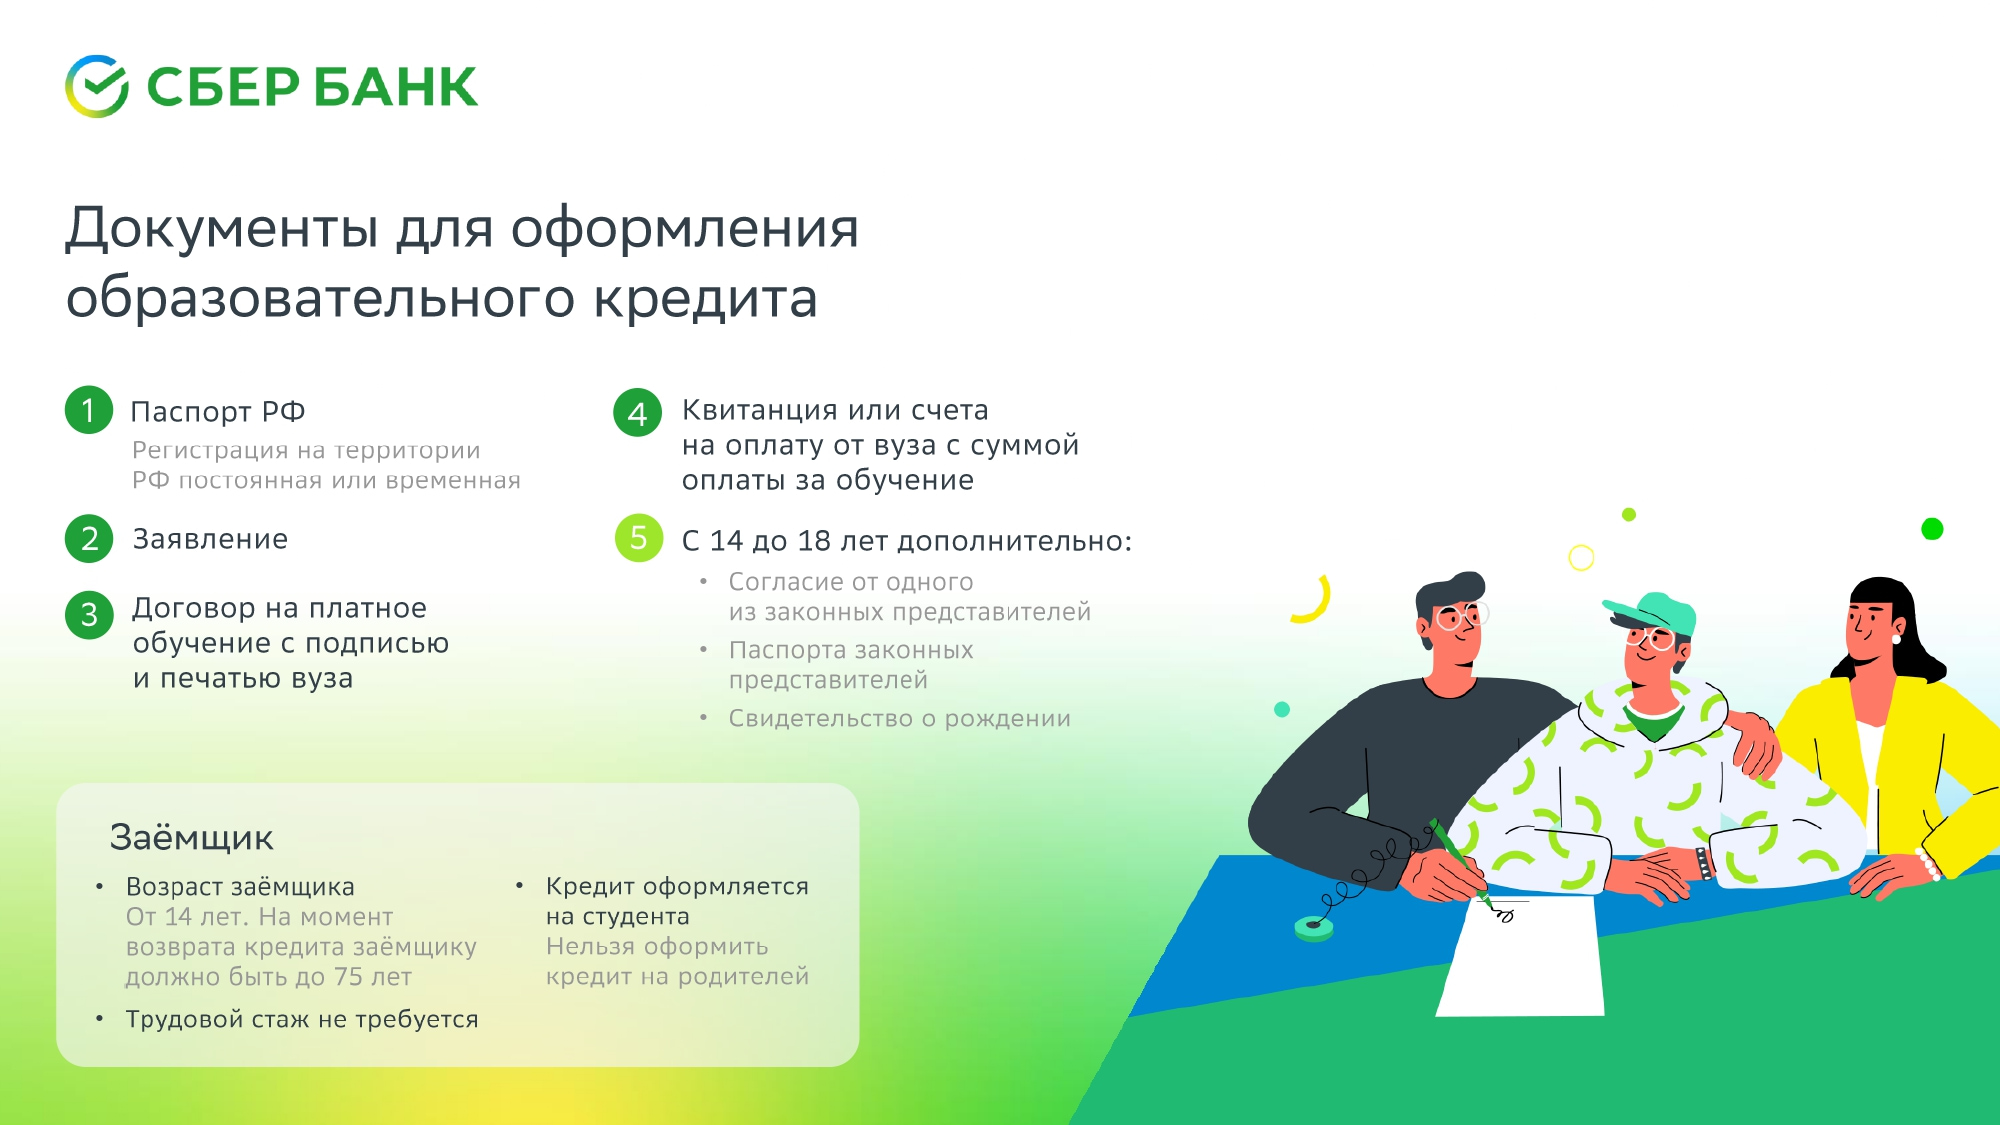 СБЕР БАНК
Документы для оформления
образовательного кредита
1 Паспорт РФ
Регистрация на территории
РФ постоянная или временная
2 Заявление
3 Договор на платное
обучение с подписью
и печатью вуза
4 Квитанция или счета
на оплату от вуза с суммой
оплаты за обучение
5 С 14 до 18 лет дополнительно:
• Согласие от одного
из законных представителей
• Паспорта законных
представителей
• Свидетельство о рождении
Заёмщик
• Возраст заёмщика
От 14 лет. На момент
возврата кредита заёмщику
должно быть до 75 лет
• Трудовой стаж не требуется
• Кредит оформляется
на студента
Нельзя оформить
кредит на родителей